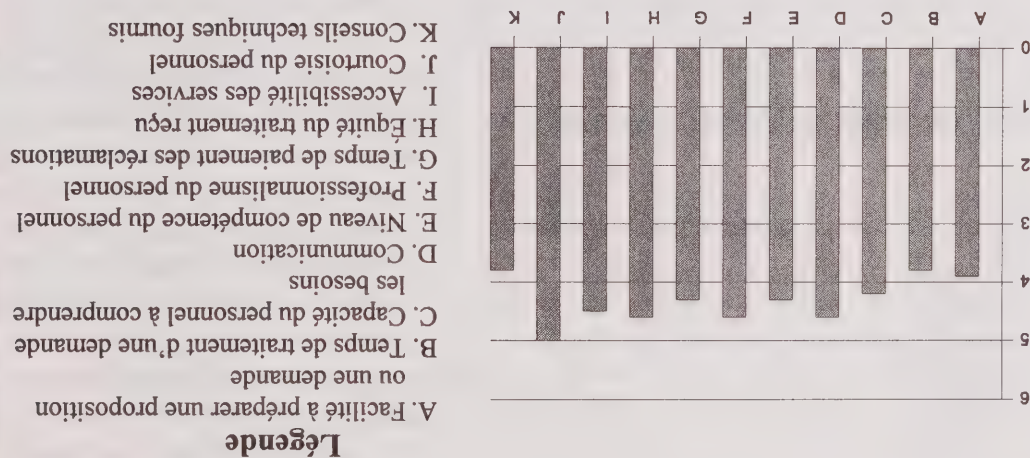 Légende
A. Facilité à préparer une proposition
ou une demande
B. Temps de traitement d'une demande
C. Capacité du personnel à comprendre
les besoins
D. Communication
E. Niveau de compétence du personnel
F. Professionnalisme du personnel
G. Temps de paiement des réclamations
H. Équité du traitement reçu
I. Accessibilité des services
J. Courtoisie du personnel
K. Conseils techniques fournis
6
5
4
3
2
1
0
A B C D E F G H I J K